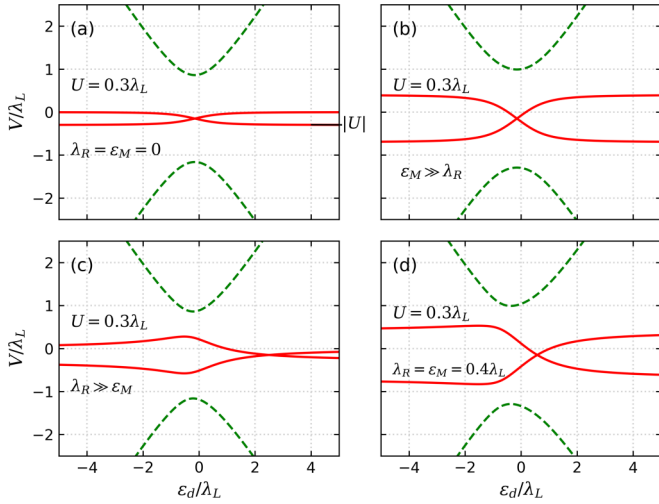 (a)
U = 0.3λ_L
λ_R = ε_M = 0
|U|
V/λ_L
2
1
0
−1
−2
(b)
U = 0.3λ_L
ε_M ≫ λ_R
(c)
U = 0.3λ_L
λ_R ≫ ε_M
V/λ_L
2
1
0
−1
−2
−4 −2 0 2 4
ε_d/λ_L
(d)
U = 0.3λ_L
λ_R = ε_M = 0.4λ_L
−4 −2 0 2 4
ε_d/λ_L